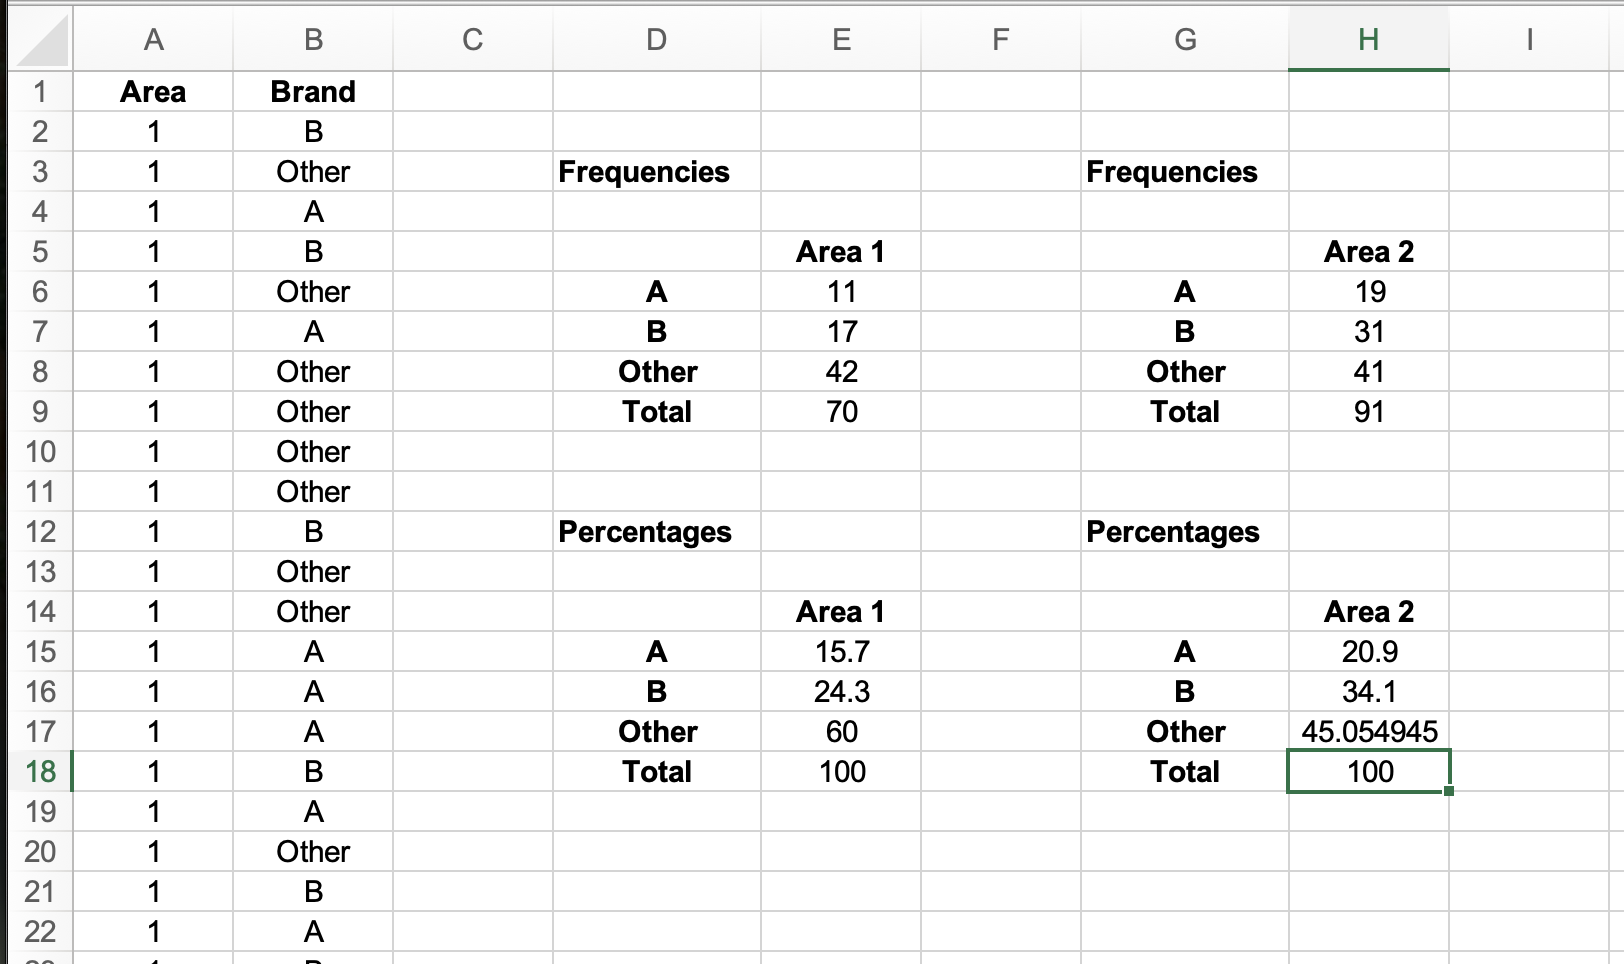 A B C D E F G H I
1 Area Brand
2 1 B
3 1 Other Frequencies Frequencies
4 1 A
5 1 B Area 1 Area 2
6 1 Other A 11 A 19
7 1 A B 17 B 31
8 1 Other Other 42 Other 41
9 1 Other Total 70 Total 91
10 1 Other
11 1 Other
12 1 B Percentages Percentages
13 1 Other
14 1 Other Area 1 Area 2
15 1 A A 15.7 A 20.9
16 1 A B 24.3 B 34.1
17 1 A Other 60 Other 45.054945
18 1 B Total 100 Total 100
19 1 A
20 1 Other
21 1 B
22 1 A